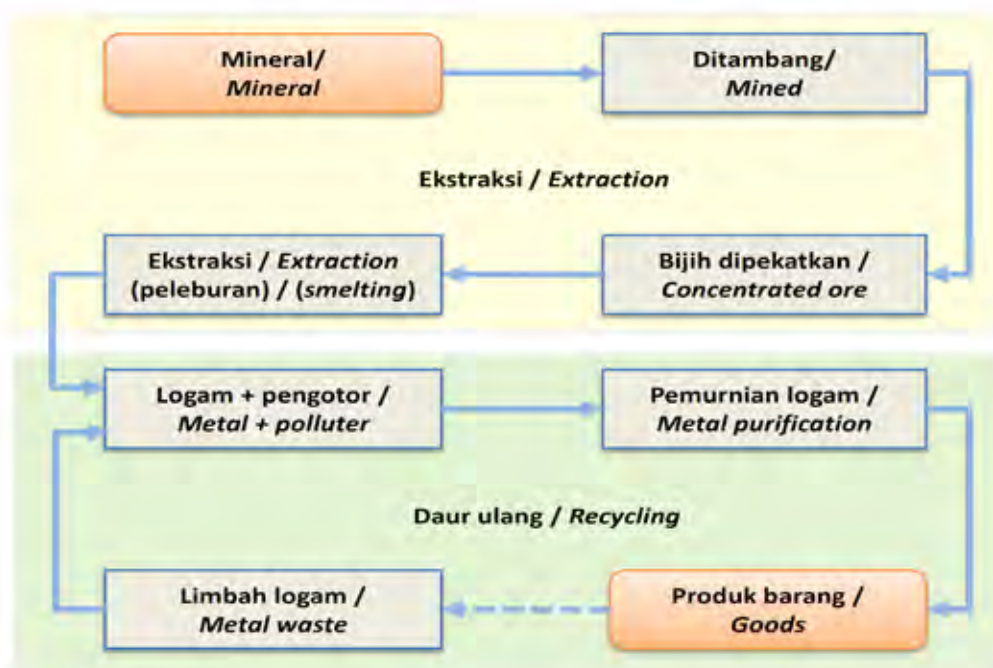 Mineral/
Mineral
Ditambang/
Mined
Ekstraksi / Extraction
Ekstraksi / Extraction
(peleburan) / (smelting)
Bijih dipekatkan /
Concentrated ore
Logam + pengotor /
Metal + polluter
Pemurnian logam /
Metal purification
Daur ulang / Recycling
Limbah logam /
Metal waste
Produk barang /
Goods